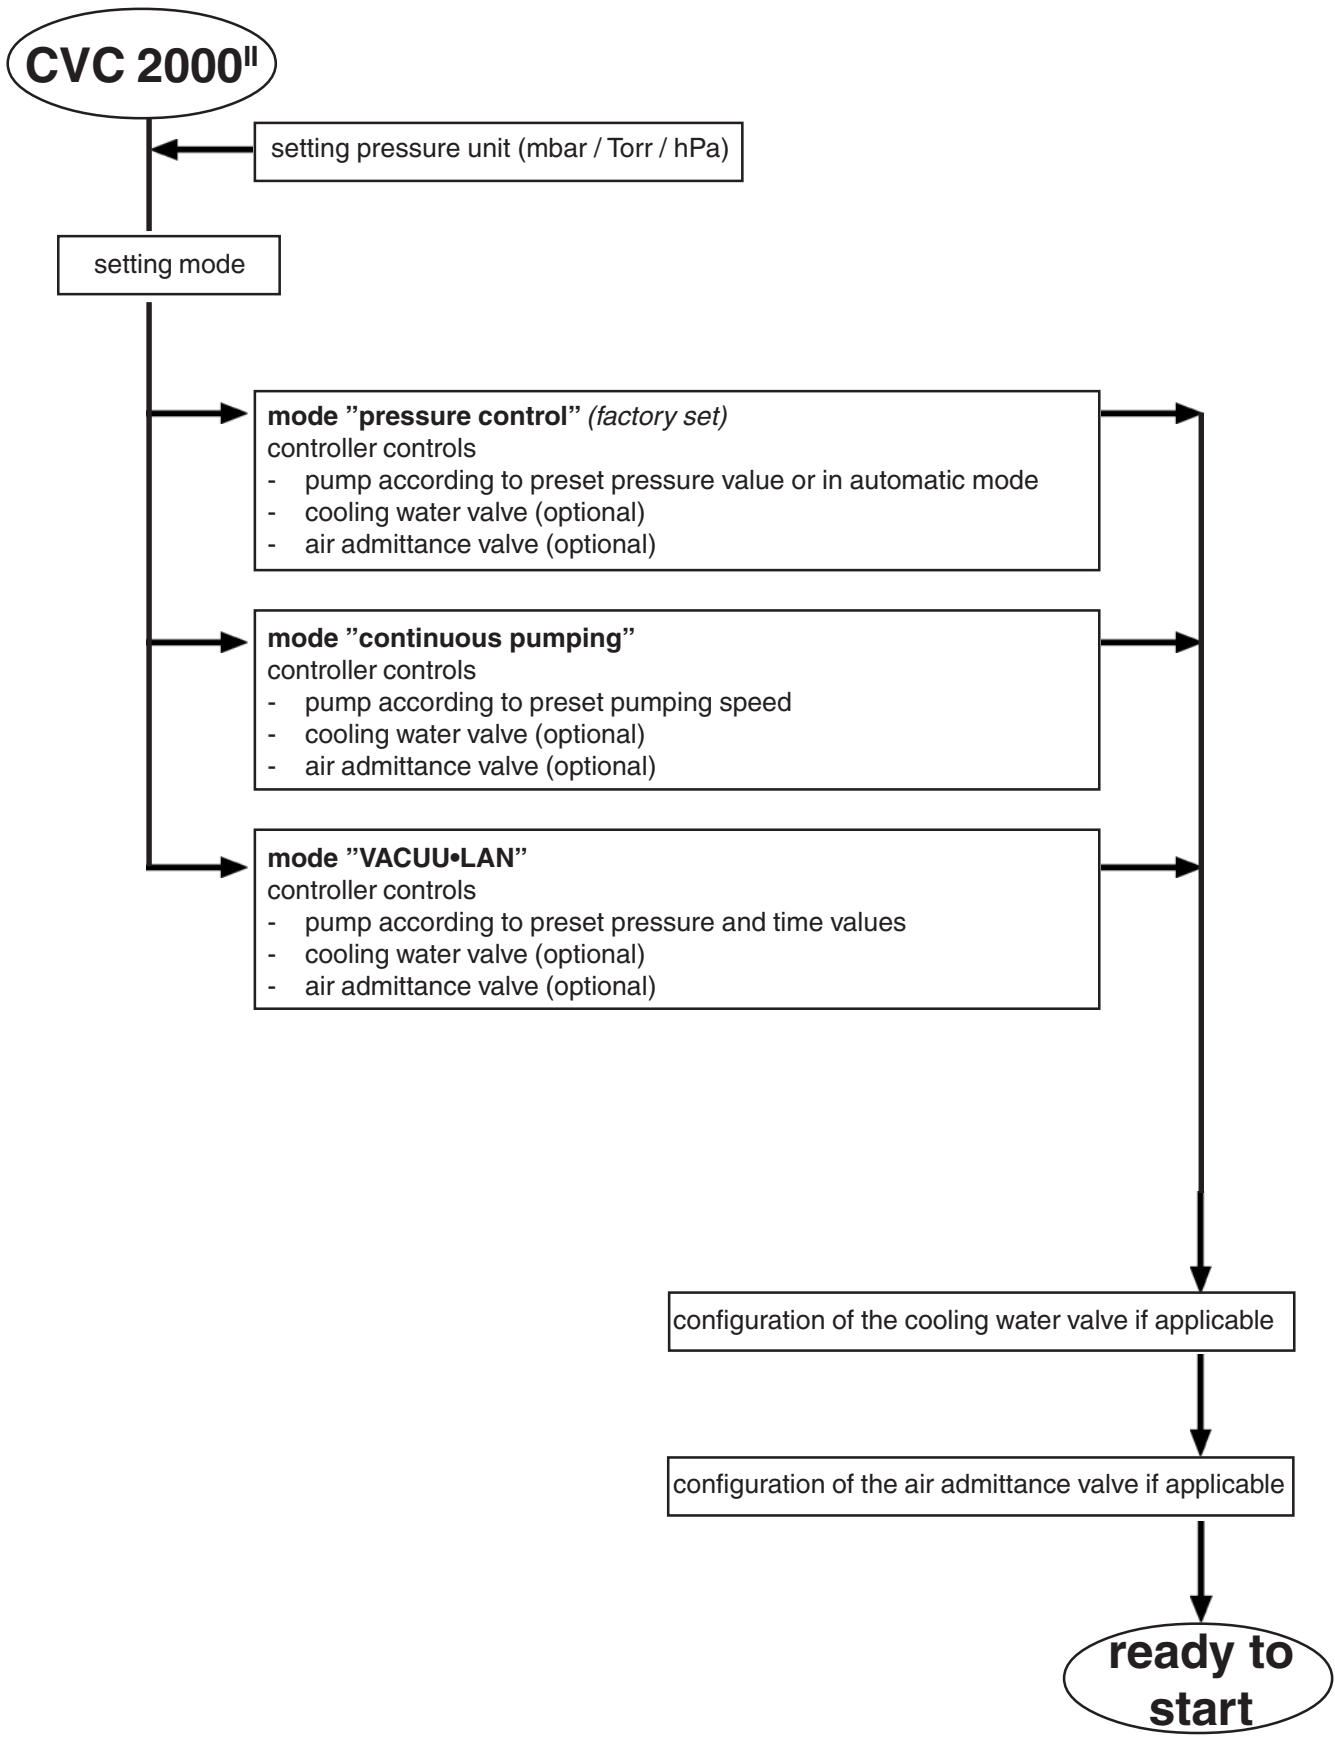 CVC 2000II
setting pressure unit (mbar / Torr / hPa)
setting mode
mode ”pressure control” (factory set)
controller controls
- pump according to preset pressure value or in automatic mode
- cooling water valve (optional)
- air admittance valve (optional)
mode ”continuous pumping”
controller controls
- pump according to preset pumping speed
- cooling water valve (optional)
- air admittance valve (optional)
mode ”VACUU•LAN”
controller controls
- pump according to preset pressure and time values
- cooling water valve (optional)
- air admittance valve (optional)
configuration of the cooling water valve if applicable
configuration of the air admittance valve if applicable
ready to
start